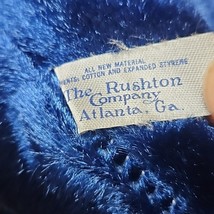 ALL NEW MATERIAL
COTTON AND EXPANDED STYRENE
The Rushton
Company
Atlanta, Ga.